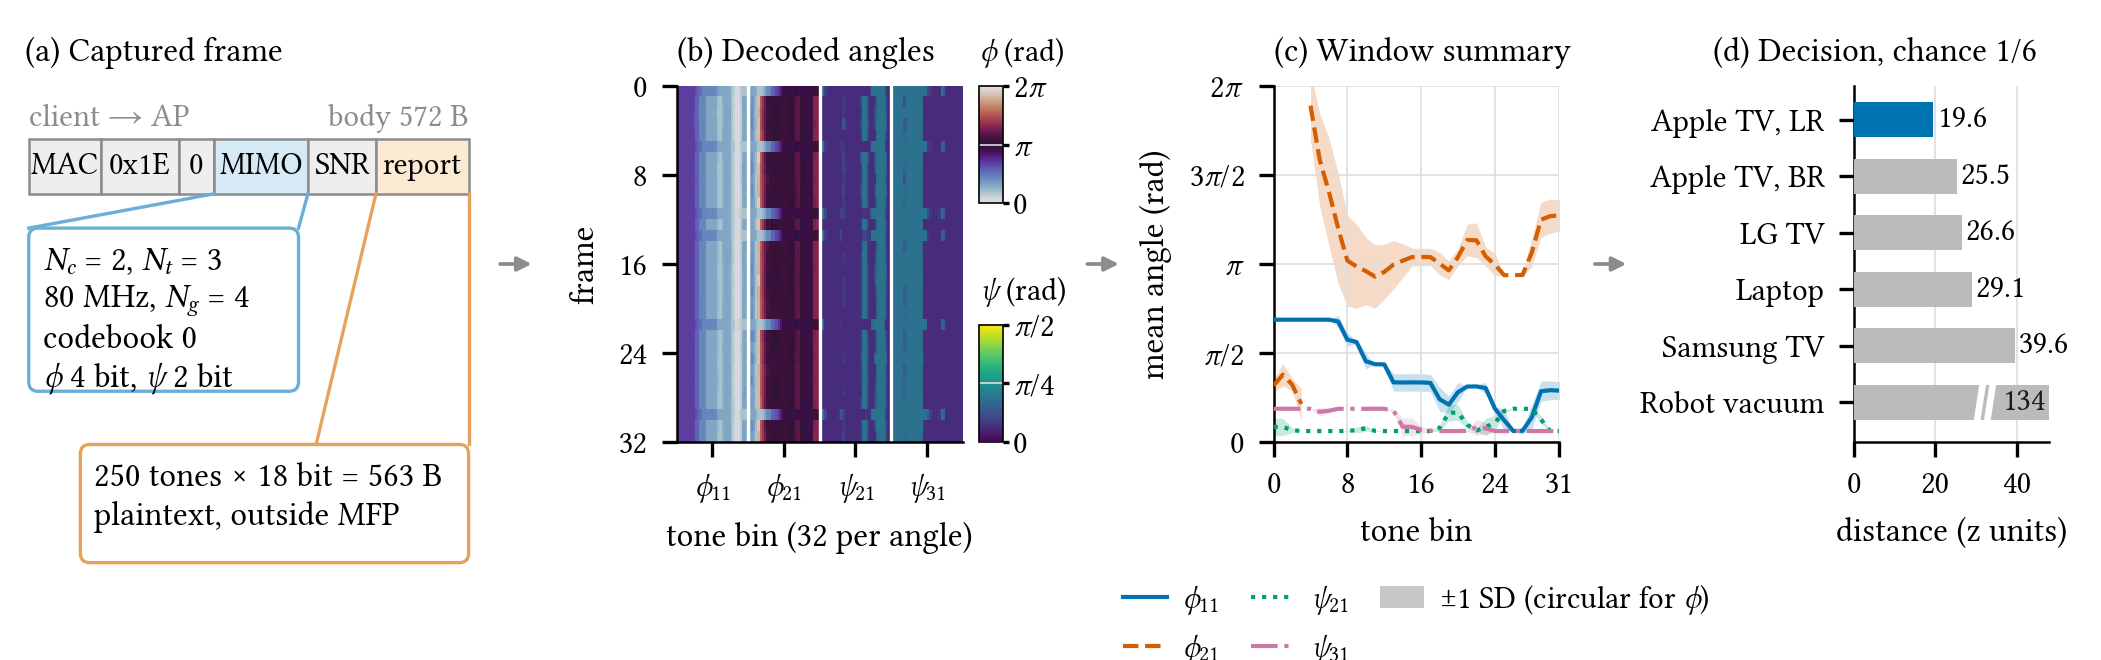 (a) Captured frame
client → AP
body 572 B
MAC 0x1E 0 MIMO SNR report
N_c = 2, N_t = 3
80 MHz, N_g = 4
codebook 0
ϕ 4 bit, ψ 2 bit
250 tones × 18 bit = 563 B
plaintext, outside MFP
(b) Decoded angles
frame
0
8
16
24
32
ϕ₁₁ ϕ₂₁ ψ₂₁ ψ₃₁
tone bin (32 per angle)
ϕ (rad)
2π
π
0
ψ (rad)
π/2
π/4
0
(c) Window summary
mean angle (rad)
2π
3π/2
π
π/2
0
0 8 16 24 31
tone bin
ϕ₁₁ ψ₂₁ ±1 SD (circular for ϕ)
ϕ₂₁ ψ₃₁
(d) Decision, chance 1/6
Apple TV, LR 19.6
Apple TV, BR 25.5
LG TV 26.6
Laptop 29.1
Samsung TV 39.6
Robot vacuum 134
0 20 40
distance (z units)